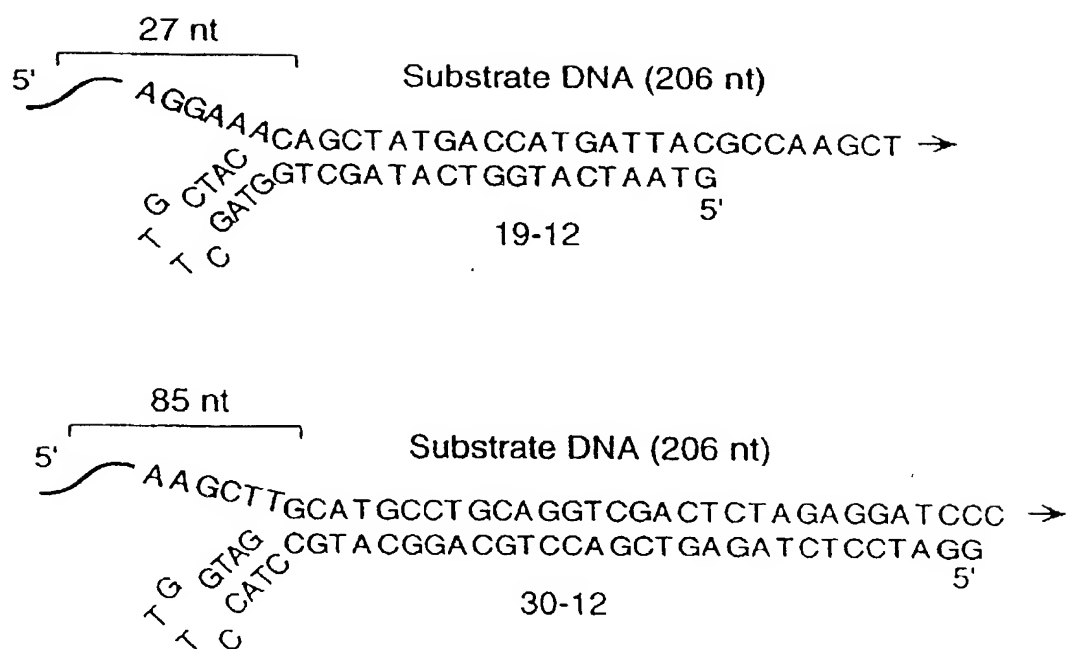 27 nt
5'
Substrate DNA (206 nt)
AGGAAACAGCTATGACCATGATTACGCCAAGCT →
CTAC
GATGGTCGATACTGGTACTAATG
G
T
T
C
5'
19-12
85 nt
5'
Substrate DNA (206 nt)
AAGCTTGCATGCCTGCAGGTCGACTCTAGAGGATCCC →
GTAG
CATCCGTACGGACGTCCAGCTGAGATCTCCTAGG
G
T
T
C
5'
30-12